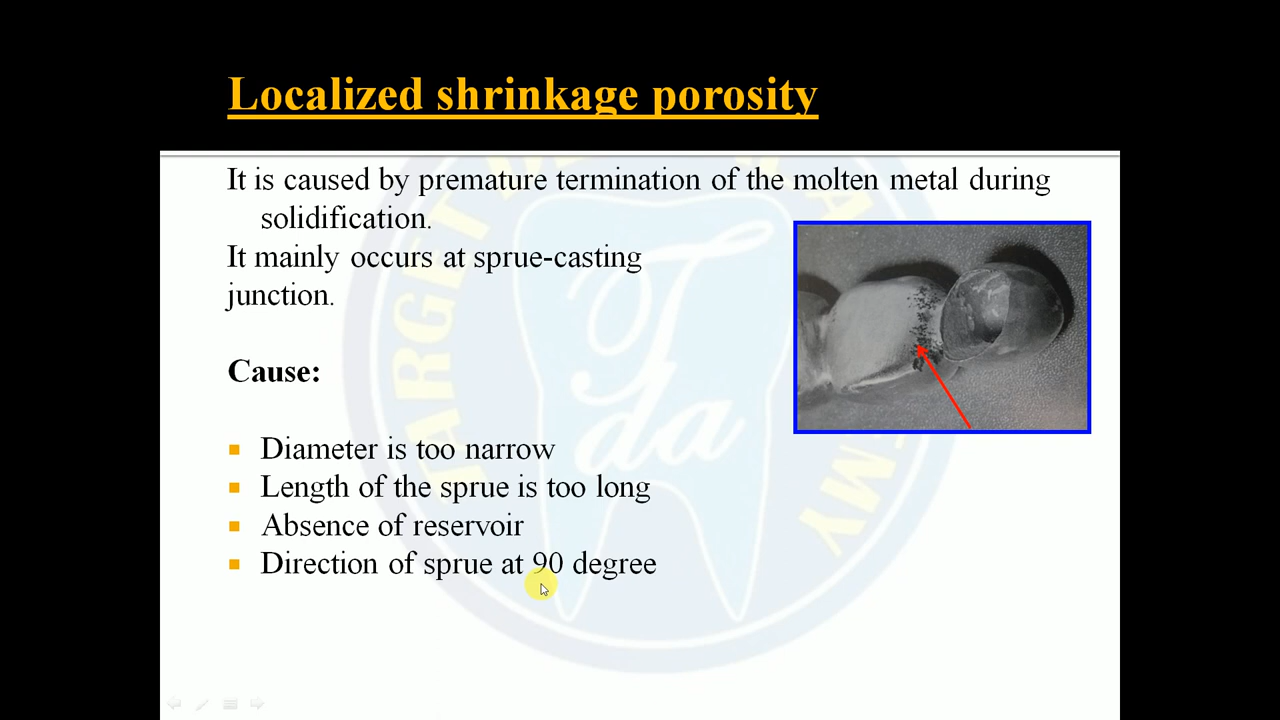 Localized shrinkage porosity
It is caused by premature termination of the molten metal during
solidification.
It mainly occurs at sprue-casting
junction.
Cause:
Diameter is too narrow
Length of the sprue is too long
Absence of reservoir
Direction of sprue at 90 degree
TARGET
T
da